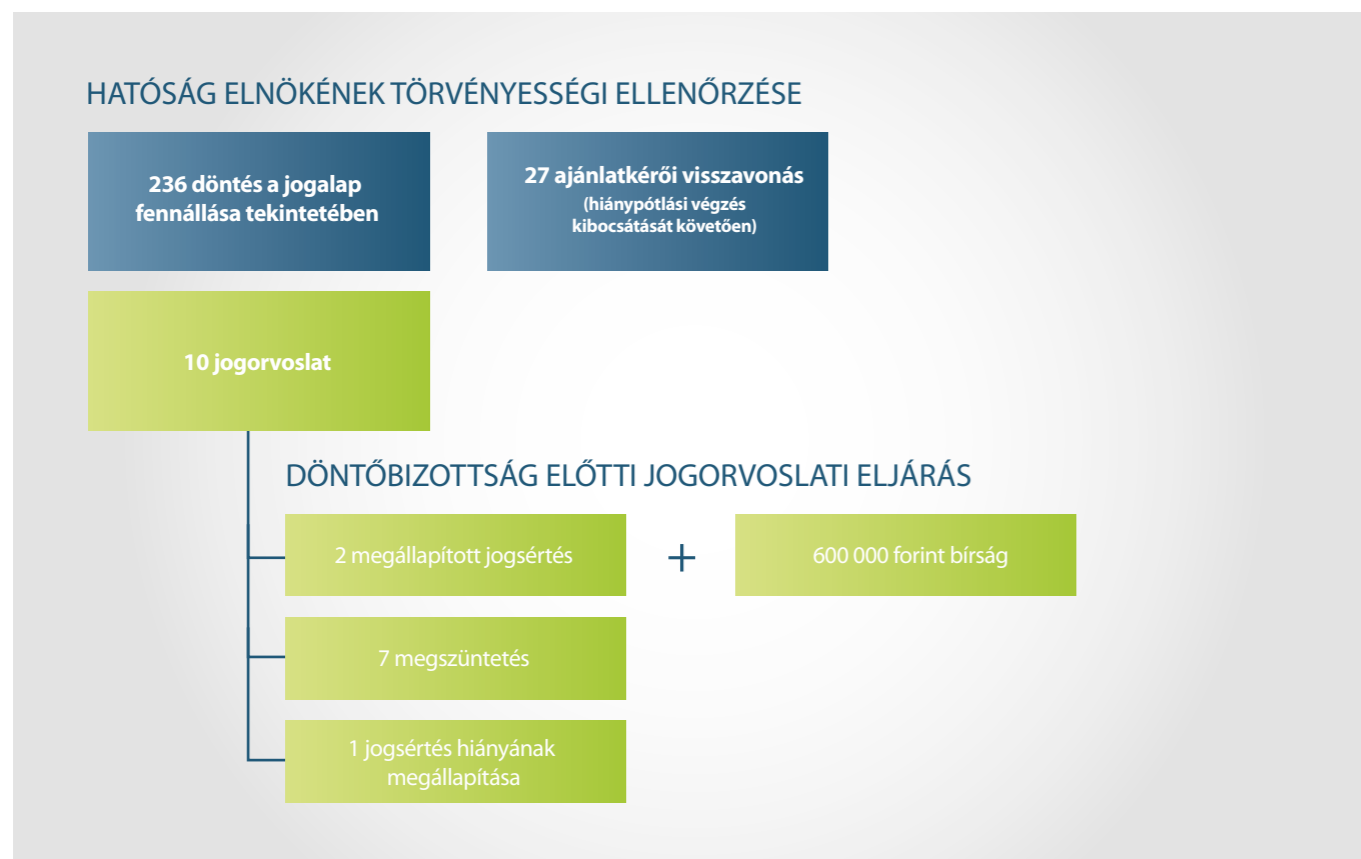 HATÓSÁG ELNÖKÉNEK TÖRVÉNYESSÉGI ELLENŐRZÉSE
236 döntés a jogalap
fennállása tekintetében
27 ajánlatkérői visszavonás
(hiánypótlási végzés
kibocsátását követően)
10 jogorvoslat
DÖNTŐBIZOTTSÁG ELŐTTI JOGORVOSLATI ELJÁRÁS
2 megállapított jogsértés
+
600 000 forint bírság
7 megszüntetés
1 jogsértés hiányának
megállapítása